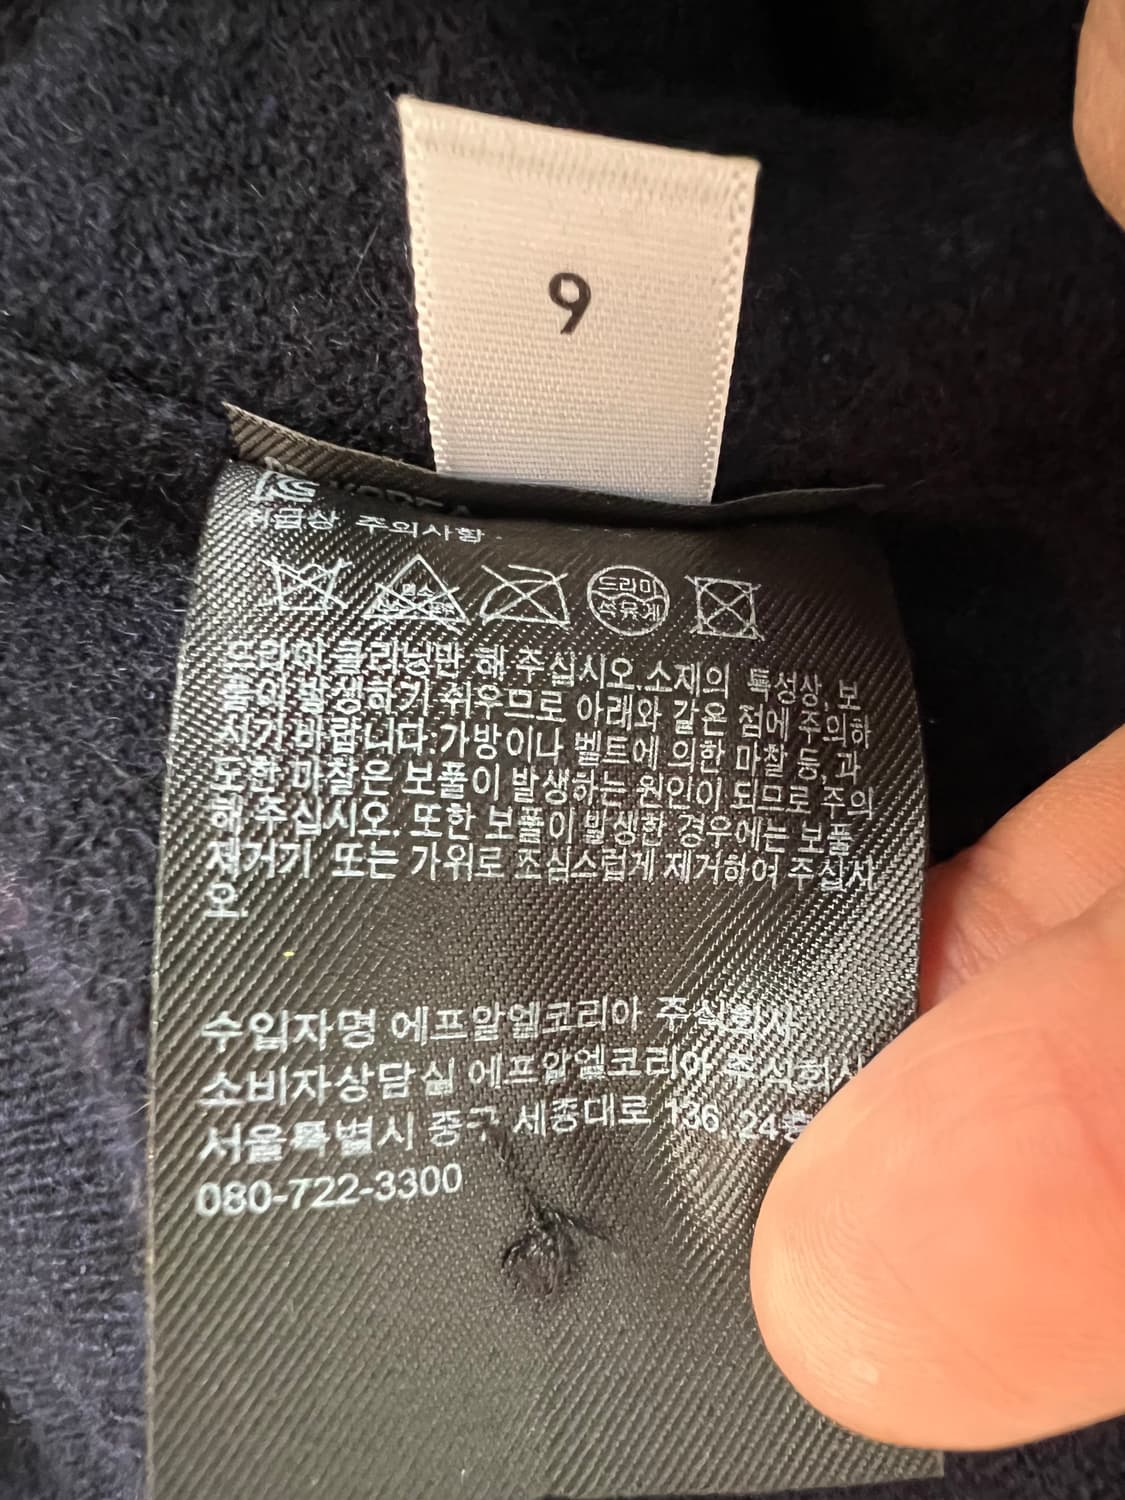 9
KS KOREA
취급상 주의사항
드라이
석유계
드라이 클리닝만 해 주십시오.소재의 특성상, 보
풀이 발생하기 쉬우므로 아래와 같은 점에 주의하
시기 바랍니다.가방이나 벨트에 의한 마찰 등, 과
도한 마찰은 보풀이 발생하는 원인이 되므로 주의
해 주십시오. 또한 보풀이 발생한 경우에는 보풀
제거기 또는 가위로 조심스럽게 제거하여 주십시
오.
수입자명 에프알엘코리아 주식회사
소비자상담실 에프알엘코리아 주식회사
서울특별시 중구 세종대로 136, 24층
080-722-3300